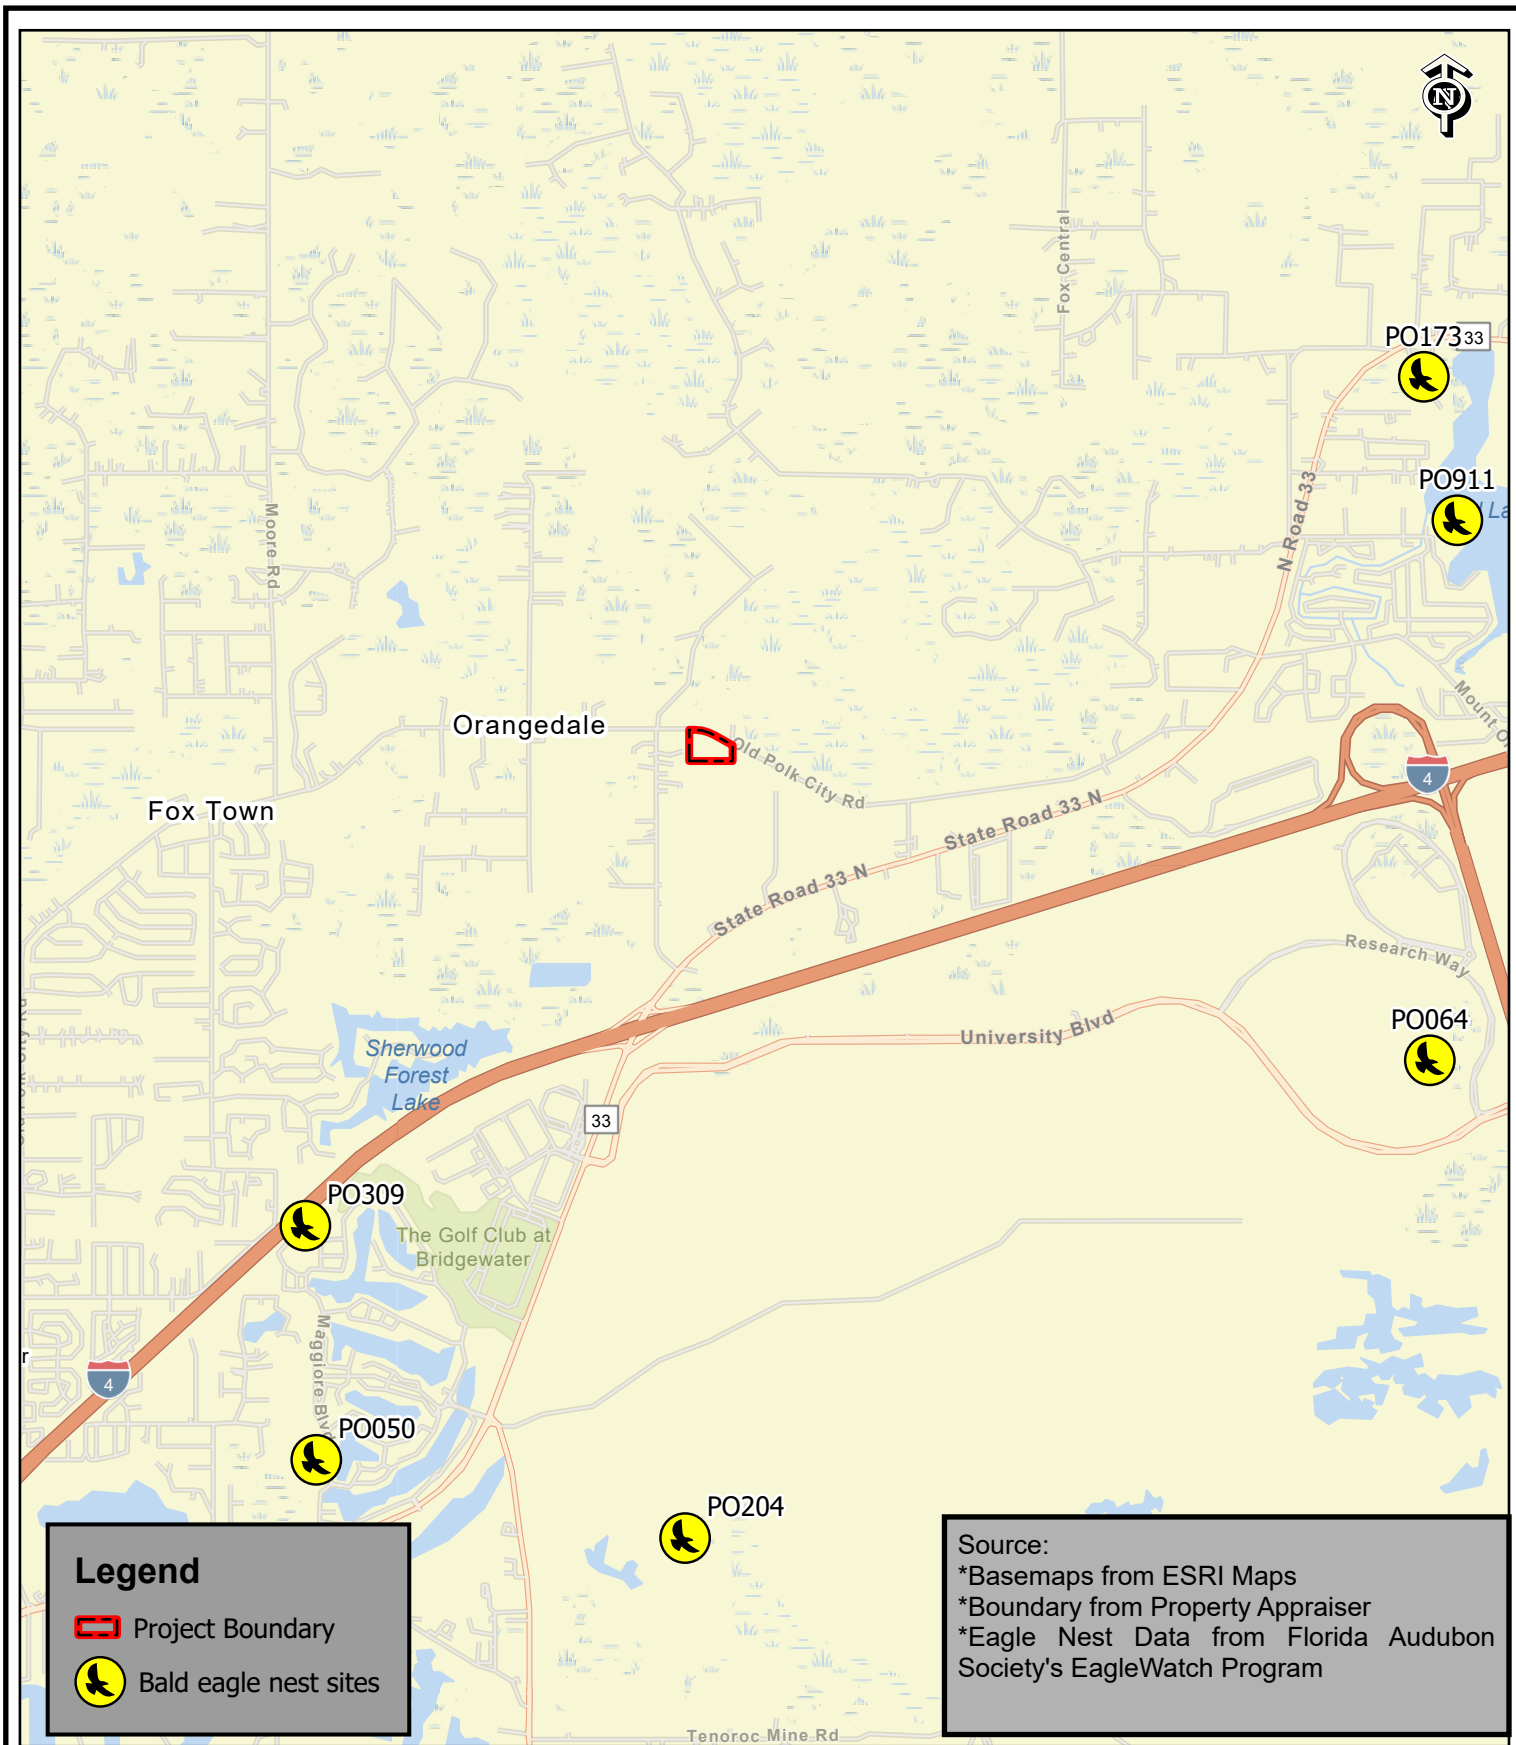 N
Fox Central
PO173
33
Moore Rd
PO911
N Road 33
Orangedale
Mount
Old Polk City Rd
4
Fox Town
State Road 33 N
State Road 33 N
Research Way
PO064
University Blvd
Sherwood
Forest
Lake
33
PO309
The Golf Club at
Bridgewater
Maggiore Blvd
r
4
PO050
PO204
Legend
Project Boundary
Bald eagle nest sites
Source:
*Basemaps from ESRI Maps
*Boundary from Property Appraiser
*Eagle Nest Data from Florida Audubon
Society's EagleWatch Program
Tenoroc Mine Rd